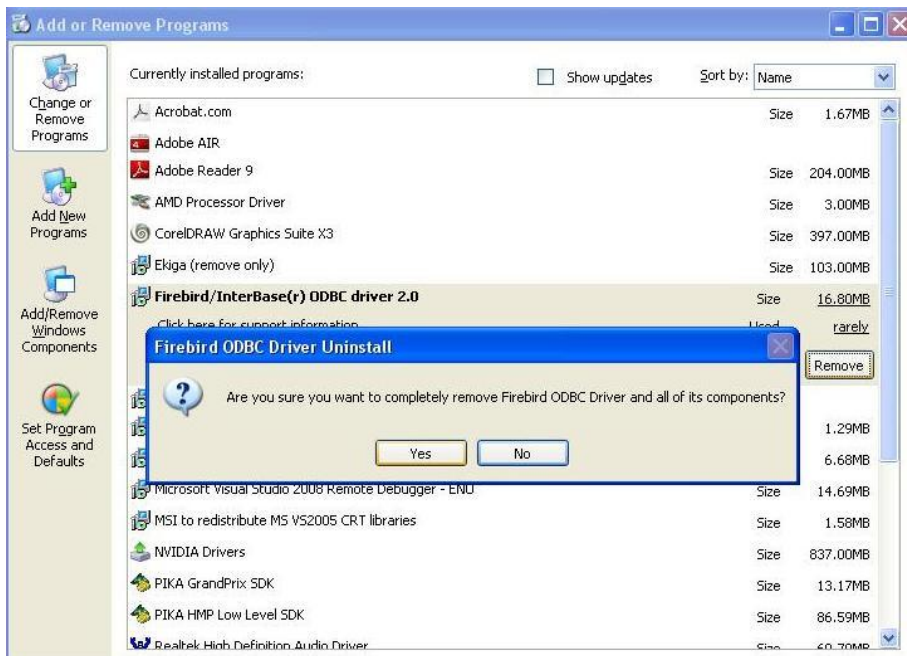 Add or Remove Programs
Change or
Remove
Programs
Add New
Programs
Add/Remove
Windows
Components
Set Program
Access and
Defaults
Currently installed programs:
Show updates
Sort by: Name
Acrobat.com Size 1.67MB
Adobe AIR
Adobe Reader 9 Size 204.00MB
AMD Processor Driver Size 3.00MB
CorelDRAW Graphics Suite X3 Size 397.00MB
Ekiga (remove only) Size 103.00MB
Firebird/InterBase(r) ODBC driver 2.0 Size 16.80MB
Click here for support information Used rarely
Remove
Firebird ODBC Driver Uninstall
Are you sure you want to completely remove Firebird ODBC Driver and all of its components?
Yes No
1.29MB
6.68MB
Microsoft Visual Studio 2008 Remote Debugger - ENU Size 14.69MB
MSI to redistribute MS VS2005 CRT libraries Size 1.58MB
NVIDIA Drivers Size 837.00MB
PIKA GrandPrix SDK Size 13.17MB
PIKA HMP Low Level SDK Size 86.59MB
Realtek High Definition Audio Driver Size